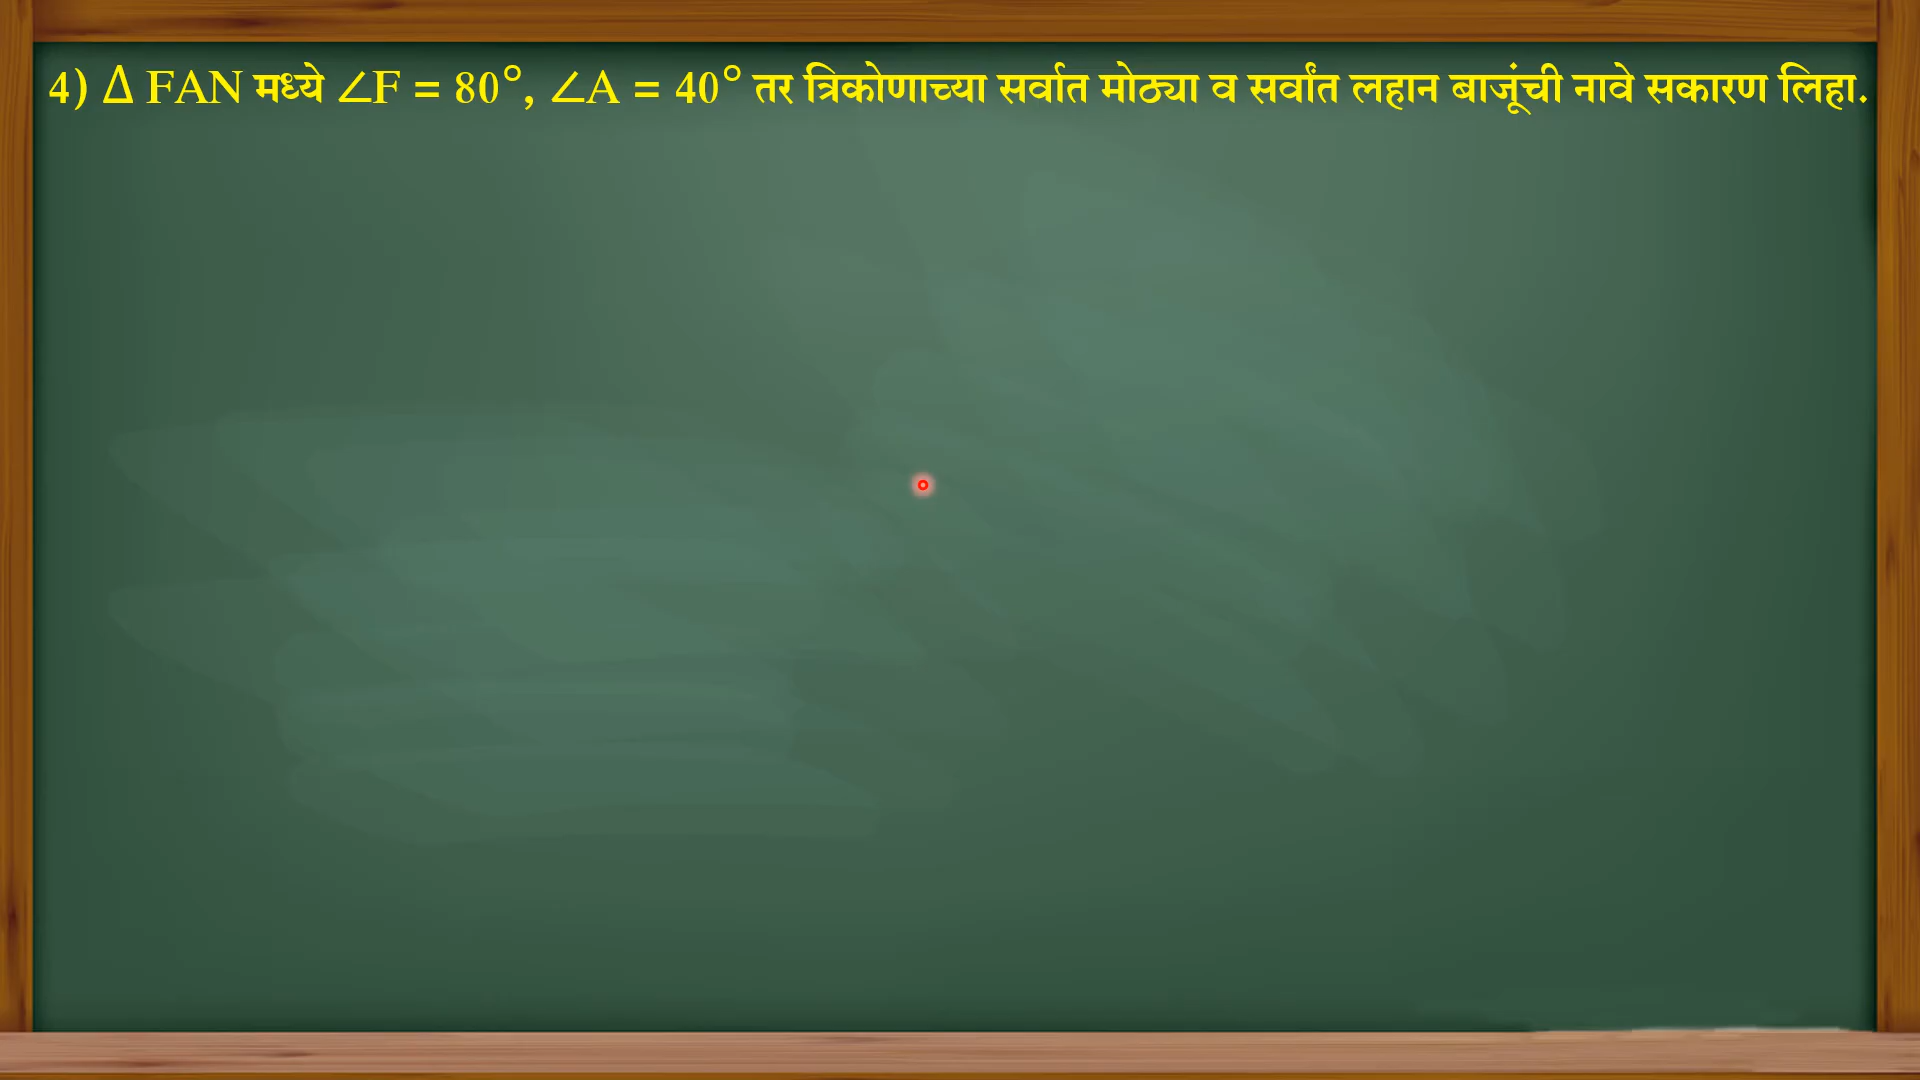 4) Δ FAN मध्ये ∠F = 80°, ∠A = 40° तर त्रिकोणाच्या सर्वात मोठ्या व सर्वांत लहान बाजूंची नावे सकारण लिहा.